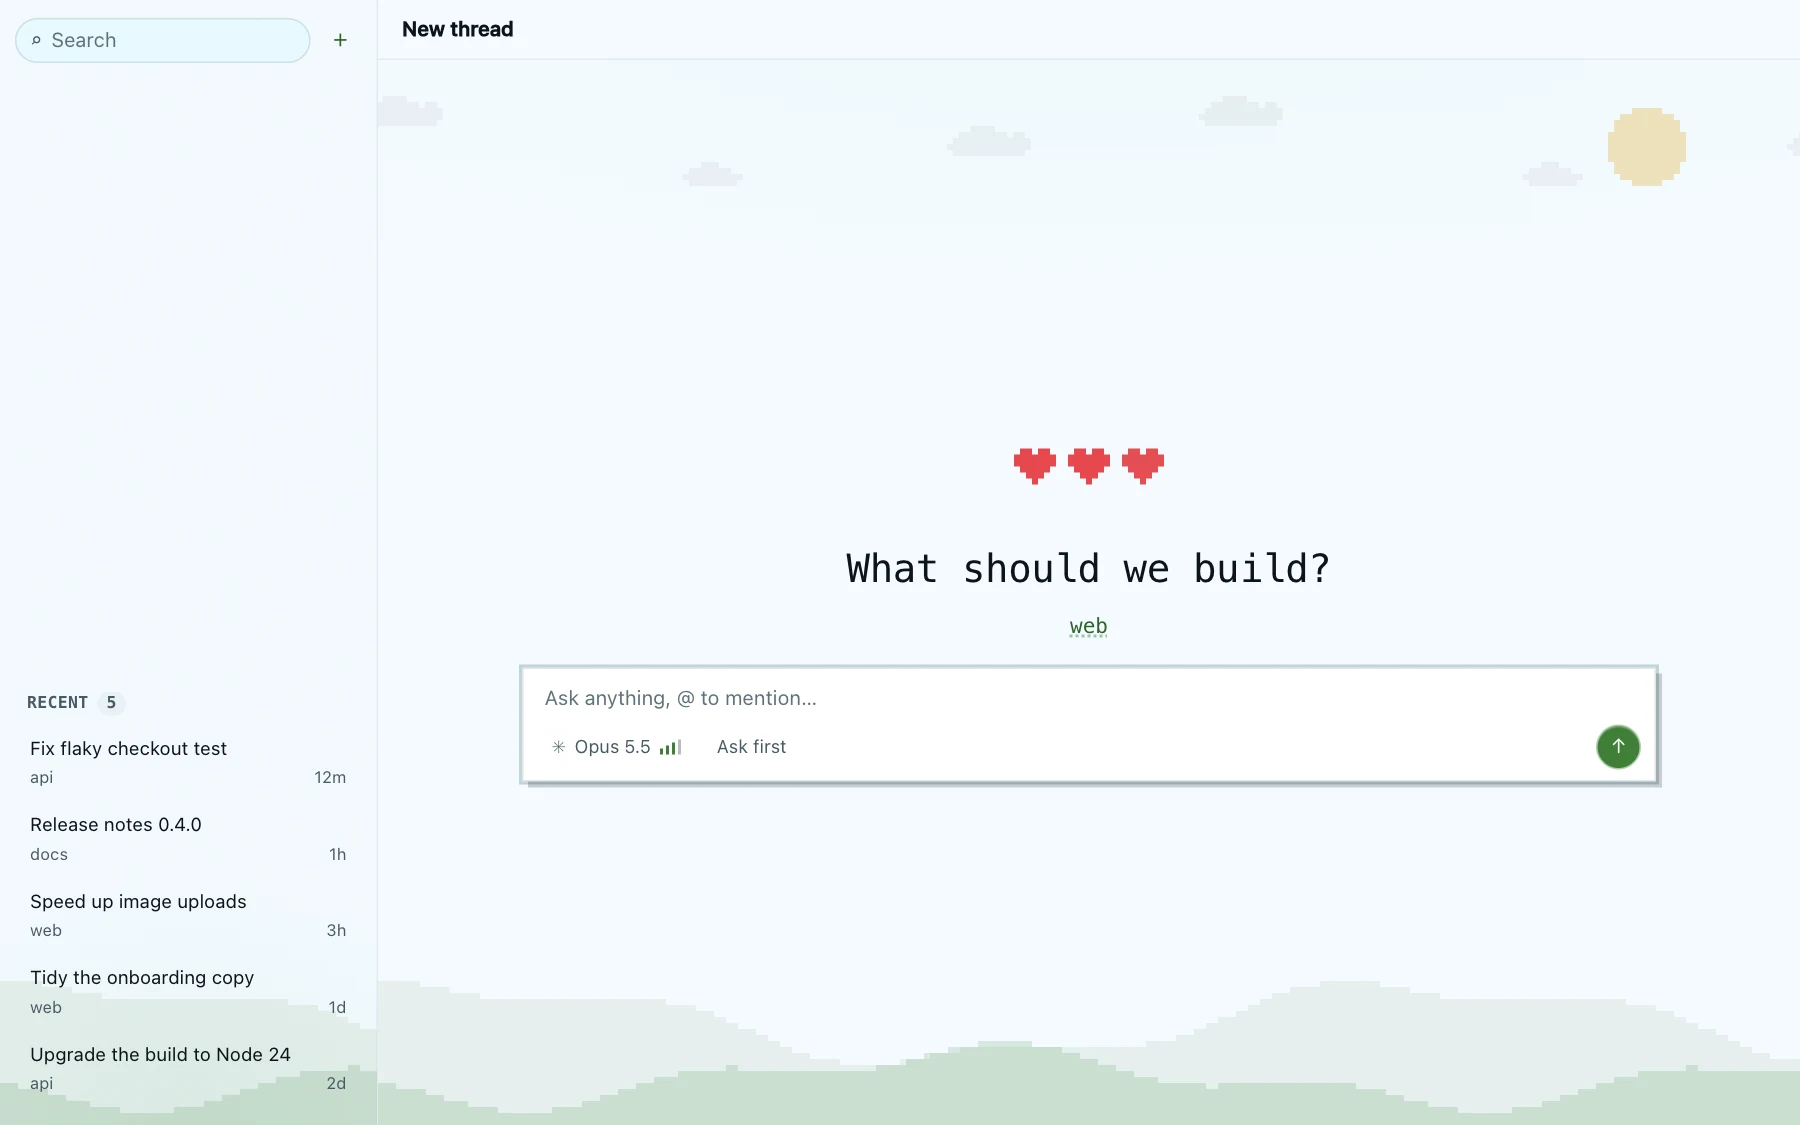 Search
+
New thread
What should we build?
web
Ask anything, @ to mention...
Opus 5.5
Ask first
RECENT 5
Fix flaky checkout test
api 12m
Release notes 0.4.0
docs 1h
Speed up image uploads
web 3h
Tidy the onboarding copy
web 1d
Upgrade the build to Node 24
api 2d